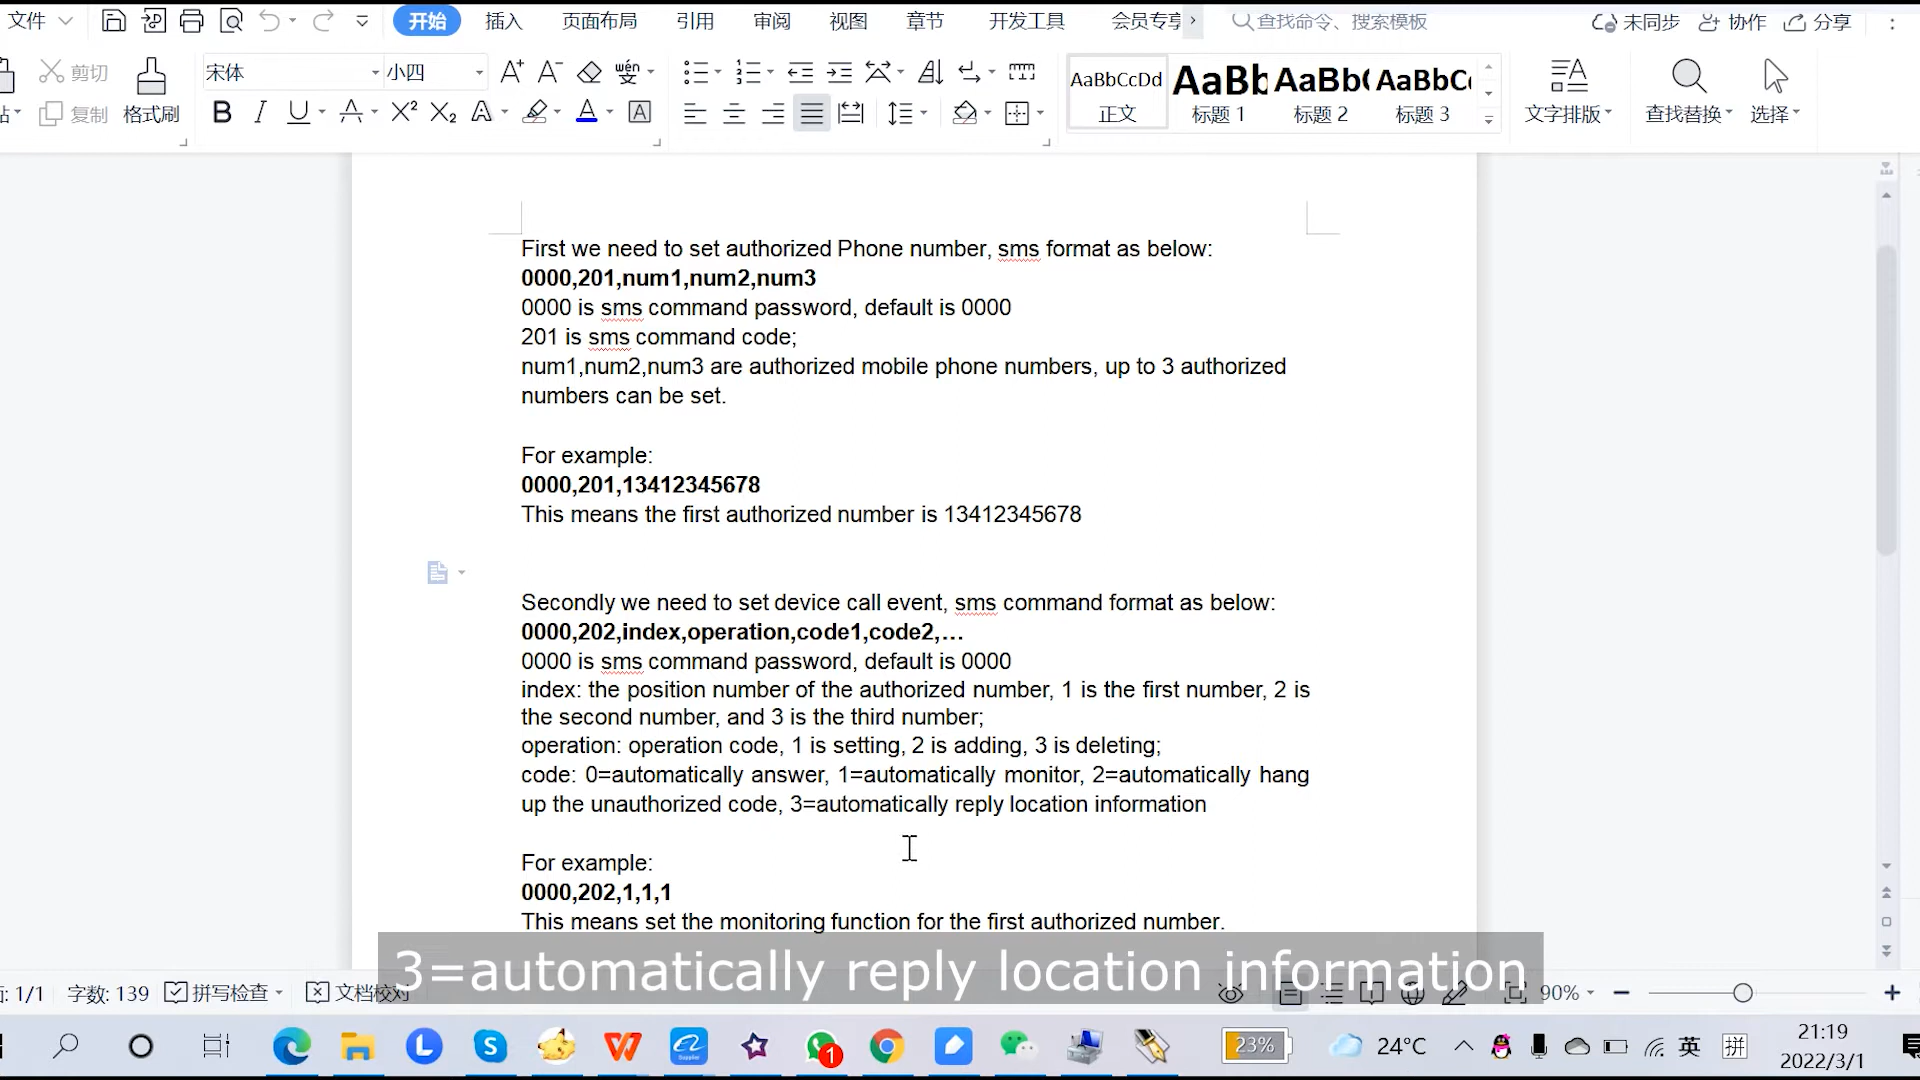 文件 开始 插入 页面布局 引用 审阅 视图 章节 开发工具 会员专享 查找命令、搜索模板 未同步 协作 分享
剪切 宋体 小四 AaBbCcDd AaBb AaBb( AaBbC(
复制 格式刷 正文 标题 1 标题 2 标题 3 文字排版 查找替换 选择
First we need to set authorized Phone number, sms format as below:
0000,201,num1,num2,num3
0000 is sms command password, default is 0000
201 is sms command code;
num1,num2,num3 are authorized mobile phone numbers, up to 3 authorized
numbers can be set.
For example:
0000,201,13412345678
This means the first authorized number is 13412345678
Secondly we need to set device call event, sms command format as below:
0000,202,index,operation,code1,code2,…
0000 is sms command password, default is 0000
index: the position number of the authorized number, 1 is the first number, 2 is
the second number, and 3 is the third number;
operation: operation code, 1 is setting, 2 is adding, 3 is deleting;
code: 0=automatically answer, 1=automatically monitor, 2=automatically hang
up the unauthorized code, 3=automatically reply location information
For example:
0000,202,1,1,1
This means set the monitoring function for the first authorized number.
3=automatically reply location information
: 1/1 字数: 139 拼写检查 文档校对 90%
1 23% 24°C 英 拼 21:19
2022/3/1